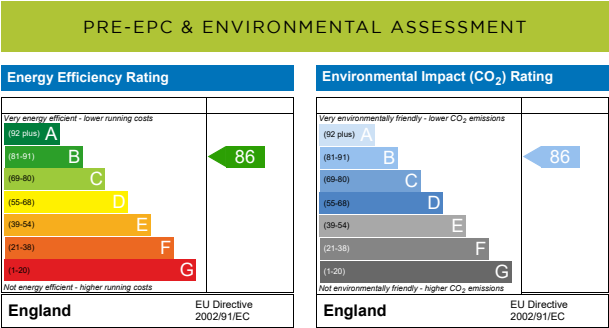 PRE-EPC & ENVIRONMENTAL ASSESSMENT
Energy Efficiency Rating
Very energy efficient - lower running costs
(92 plus) A
(81-91) B
86
(69-80) C
(55-68) D
(39-54) E
(21-38) F
(1-20) G
Not energy efficient - higher running costs
England
EU Directive
2002/91/EC
Environmental Impact (CO2) Rating
Very environmentally friendly - lower CO2 emissions
(92 plus) A
(81-91) B
86
(69-80) C
(55-68) D
(39-54) E
(21-38) F
(1-20) G
Not environmentally friendly - higher CO2 emissions
England
EU Directive
2002/91/EC